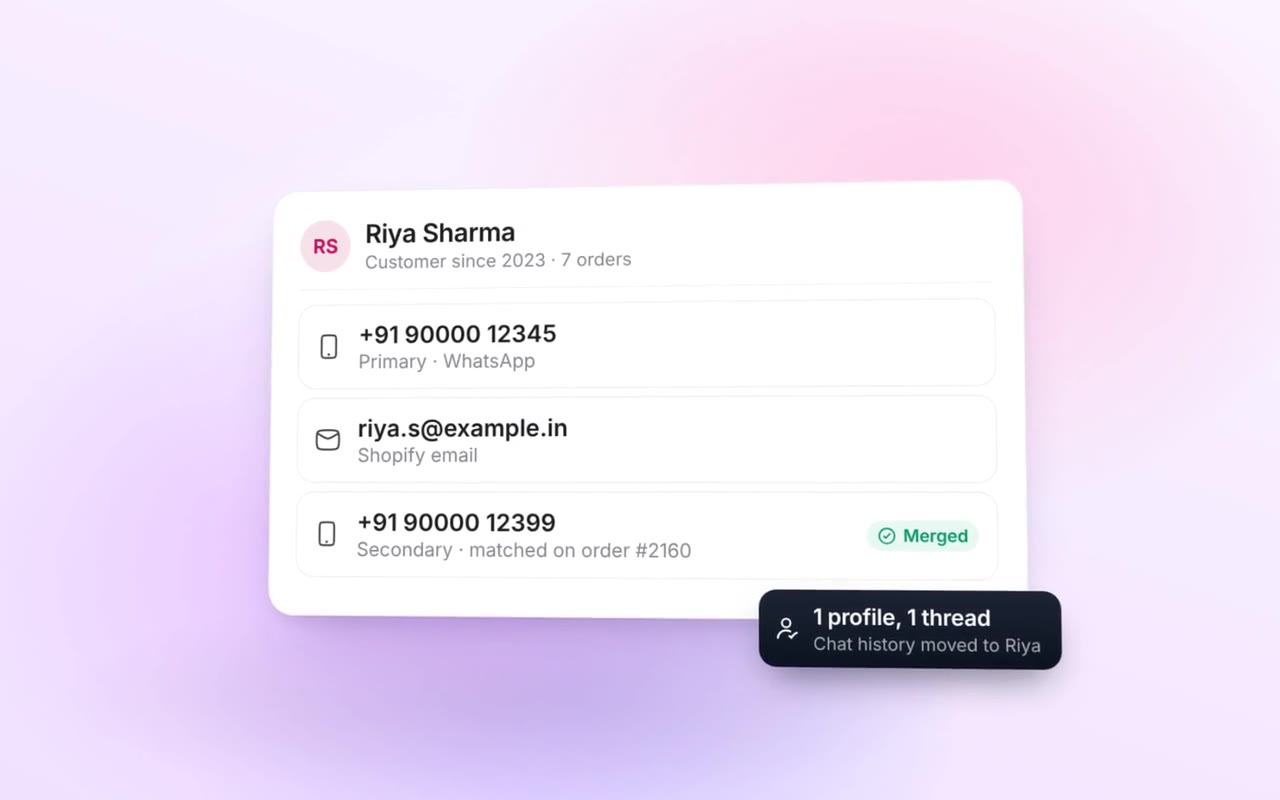 RS
Riya Sharma
Customer since 2023 · 7 orders
+91 90000 12345
Primary · WhatsApp
riya.s@example.in
Shopify email
+91 90000 12399
Secondary · matched on order #2160
Merged
1 profile, 1 thread
Chat history moved to Riya